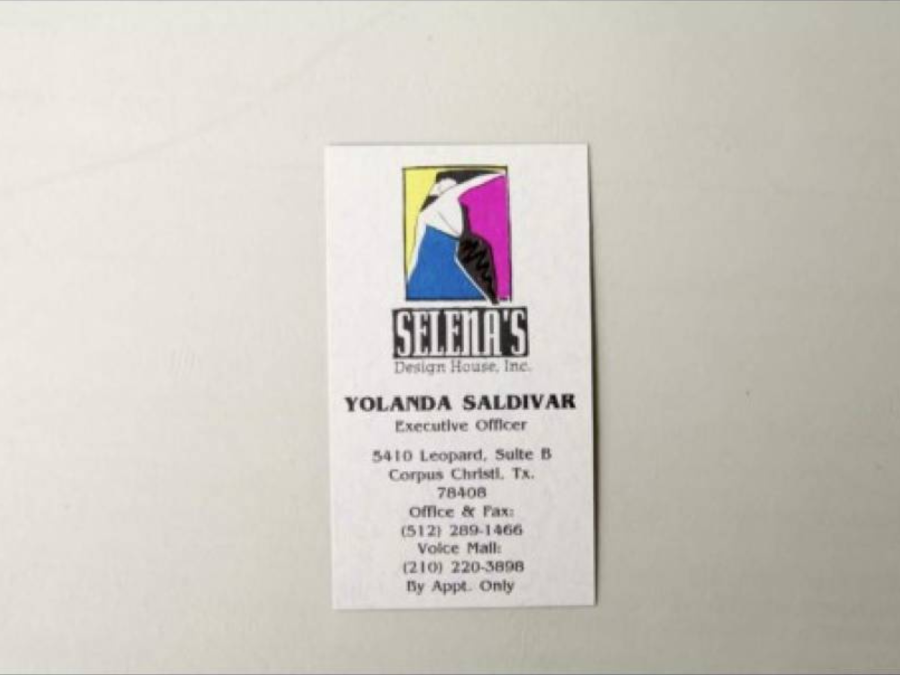 SELENA'S
Design House, Inc.
YOLANDA SALDIVAR
Executive Officer
5410 Leopard, Suite B
Corpus Christi, Tx.
78408
Office & Fax:
(512) 289-1466
Voice Mail:
(210) 220-3898
By Appt. Only